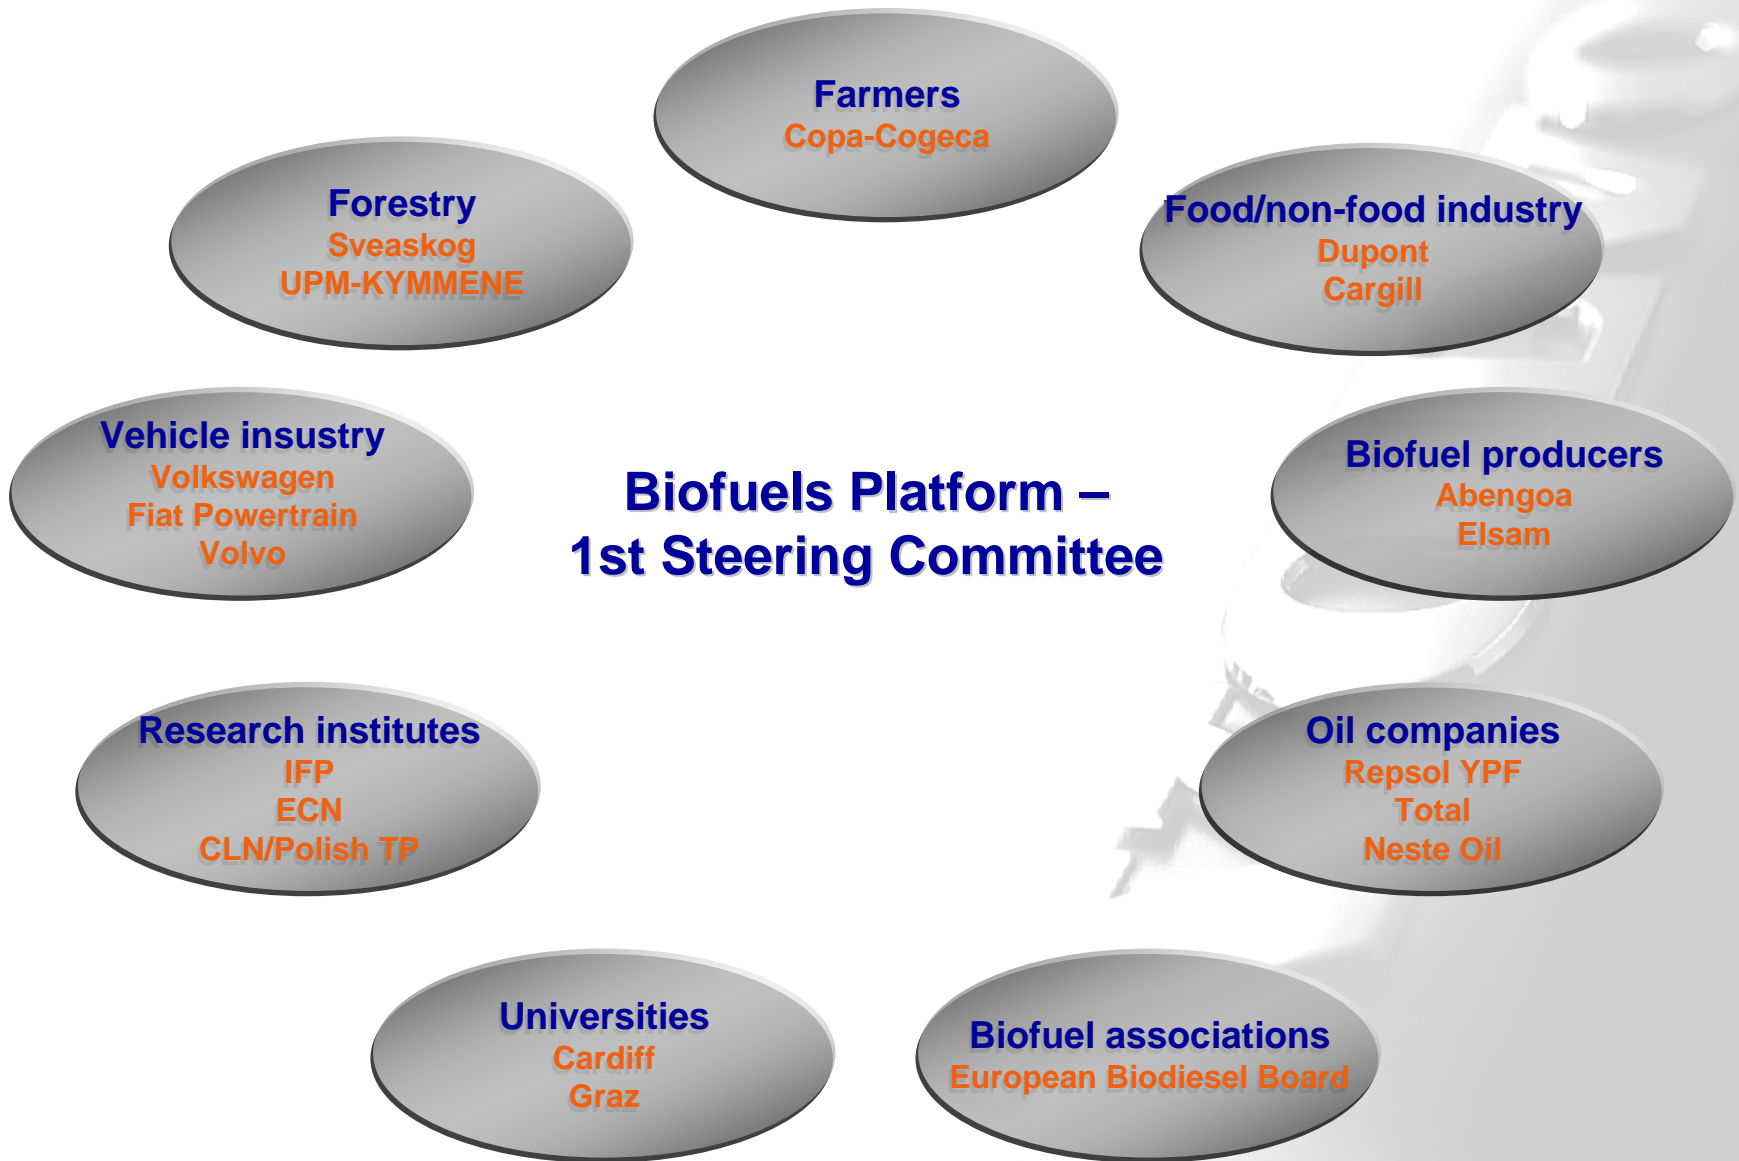 Farmers
Copa-Cogeca
Forestry
Sveaskog
UPM-KYMMENE
Food/non-food industry
Dupont
Cargill
Vehicle insustry
Volkswagen
Fiat Powertrain
Volvo
Biofuels Platform –
1st Steering Committee
Biofuel producers
Abengoa
Elsam
Research institutes
IFP
ECN
CLN/Polish TP
Oil companies
Repsol YPF
Total
Neste Oil
Universities
Cardiff
Graz
Biofuel associations
European Biodiesel Board